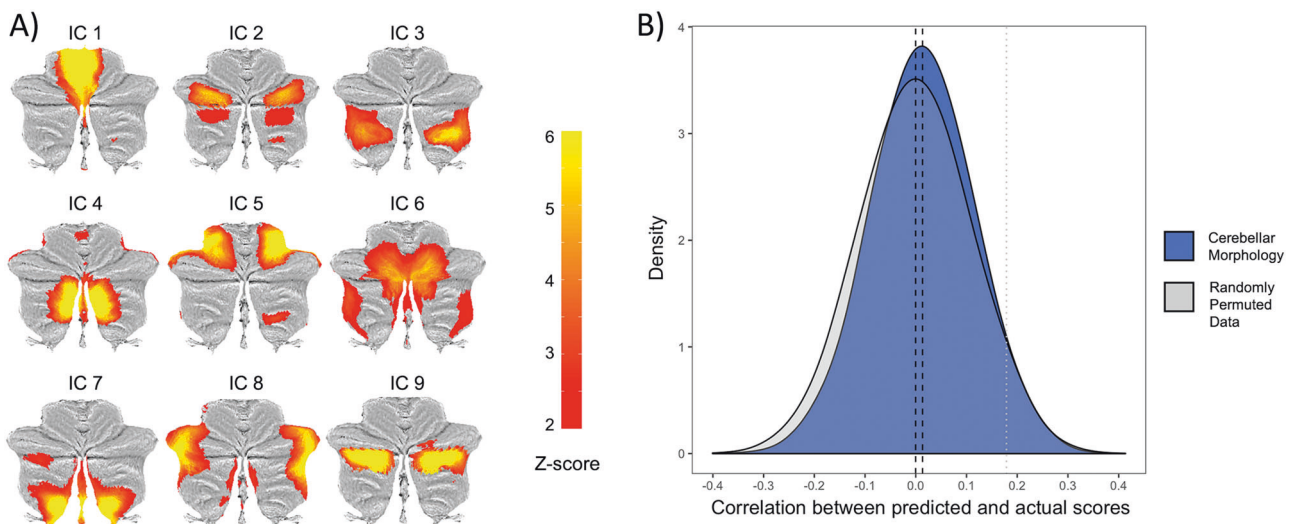 A)
IC 1
IC 2
IC 3
IC 4
IC 5
IC 6
IC 7
IC 8
IC 9
6
5
4
3
2
Z-score
B)
4
3
2
1
0
Density
-0.4
-0.3
-0.2
-0.1
0.0
0.1
0.2
0.3
0.4
Correlation between predicted and actual scores
Cerebellar
Morphology
Randomly
Permuted
Data